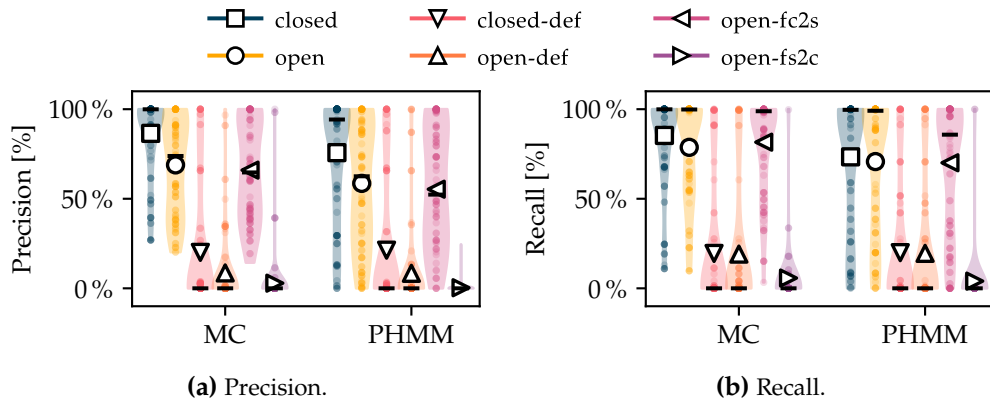 closed closed-def open-fc2s
open open-def open-fs2c
Precision [%]
100 %
50 %
0 %
MC PHMM
(a) Precision.
Recall [%]
100 %
50 %
0 %
MC PHMM
(b) Recall.